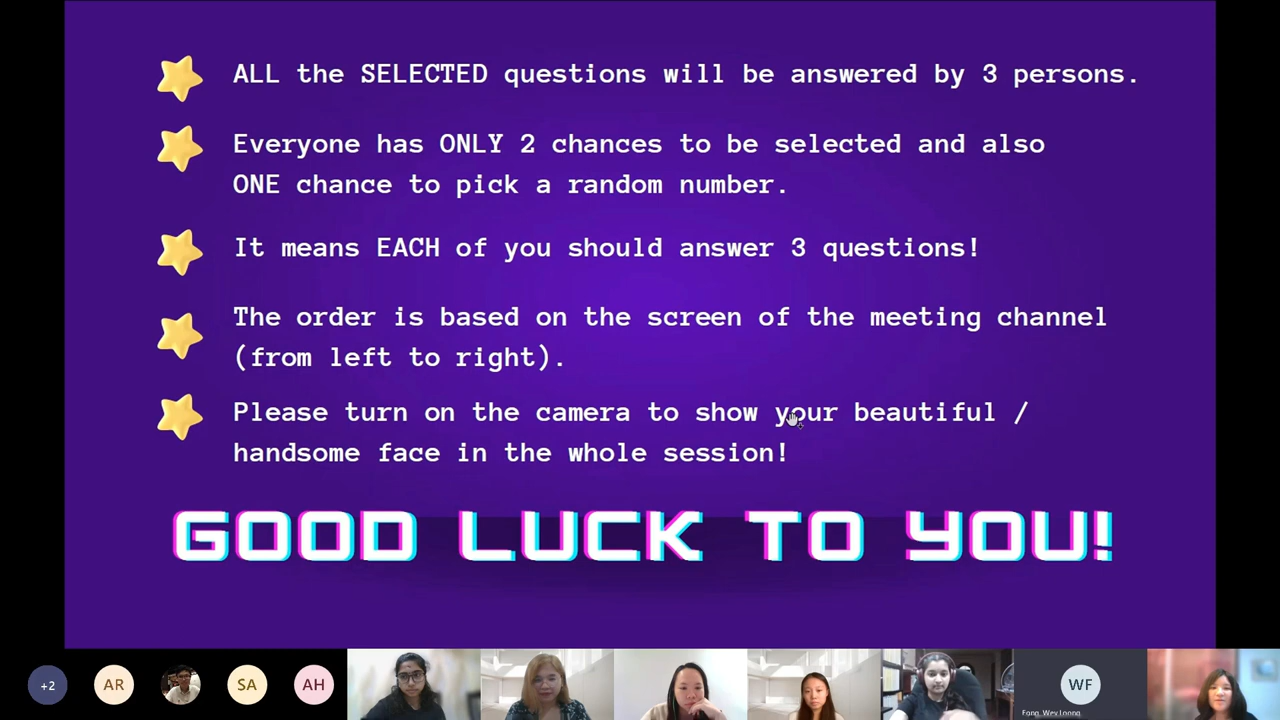 ALL the SELECTED questions will be answered by 3 persons.
Everyone has ONLY 2 chances to be selected and also
ONE chance to pick a random number.
It means EACH of you should answer 3 questions!
The order is based on the screen of the meeting channel
(from left to right).
Please turn on the camera to show your beautiful /
handsome face in the whole session!
GOOD LUCK TO YOU!
+2
AR
SA
AH
WF
Fong, Wey Loong